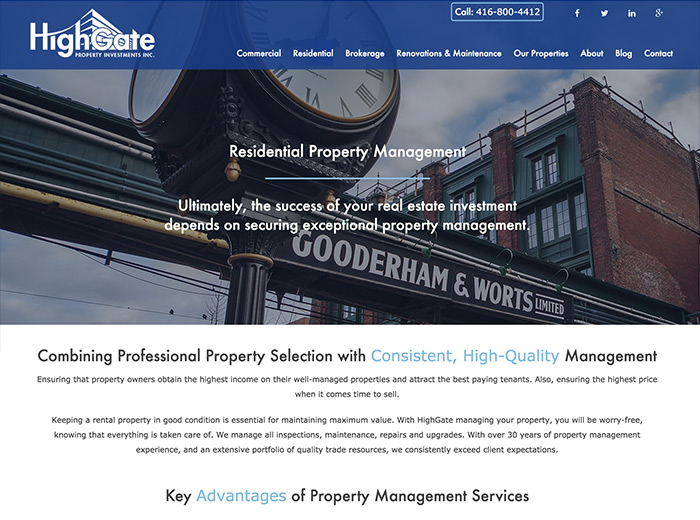 HighGate
PROPERTY INVESTMENTS INC.
Call: 416-800-4412
Commercial Residential Brokerage Renovations & Maintenance Our Properties About Blog Contact
Residential Property Management
Ultimately, the success of your real estate investment
depends on securing exceptional property management.
GOODERHAM & WORTS LIMITED
Combining Professional Property Selection with Consistent, High-Quality Management
Ensuring that property owners obtain the highest income on their well-managed properties and attract the best paying tenants. Also, ensuring the highest price
when it comes time to sell.
Keeping a rental property in good condition is essential for maintaining maximum value. With HighGate managing your property, you will be worry-free,
knowing that everything is taken care of. We manage all inspections, maintenance, repairs and upgrades. With over 30 years of property management
experience, and an extensive portfolio of quality trade resources, we consistently exceed client expectations.
Key Advantages of Property Management Services